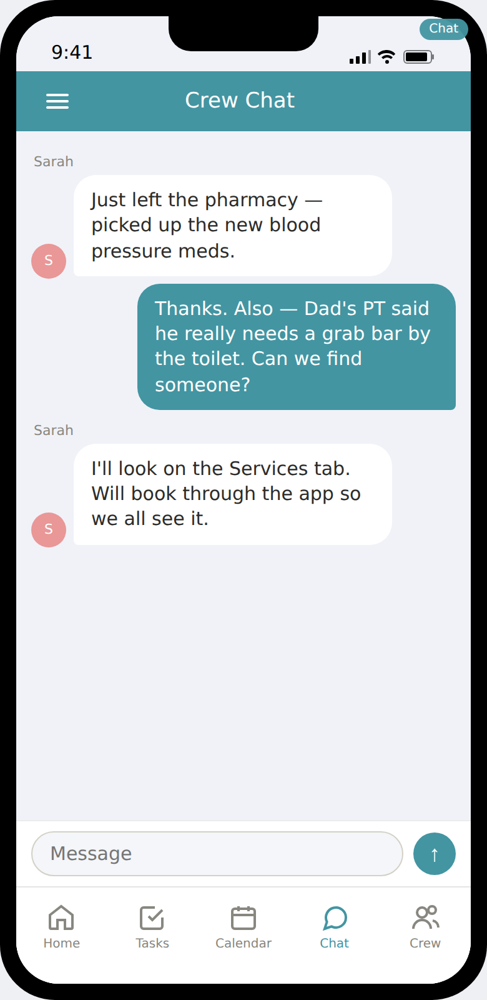 Chat
9:41
Crew Chat
Sarah
Just left the pharmacy —
picked up the new blood
pressure meds.
S
Thanks. Also — Dad's PT said
he really needs a grab bar by
the toilet. Can we find
someone?
Sarah
I'll look on the Services tab.
Will book through the app so
we all see it.
S
Message
↑
Home
Tasks
Calendar
Chat
Crew